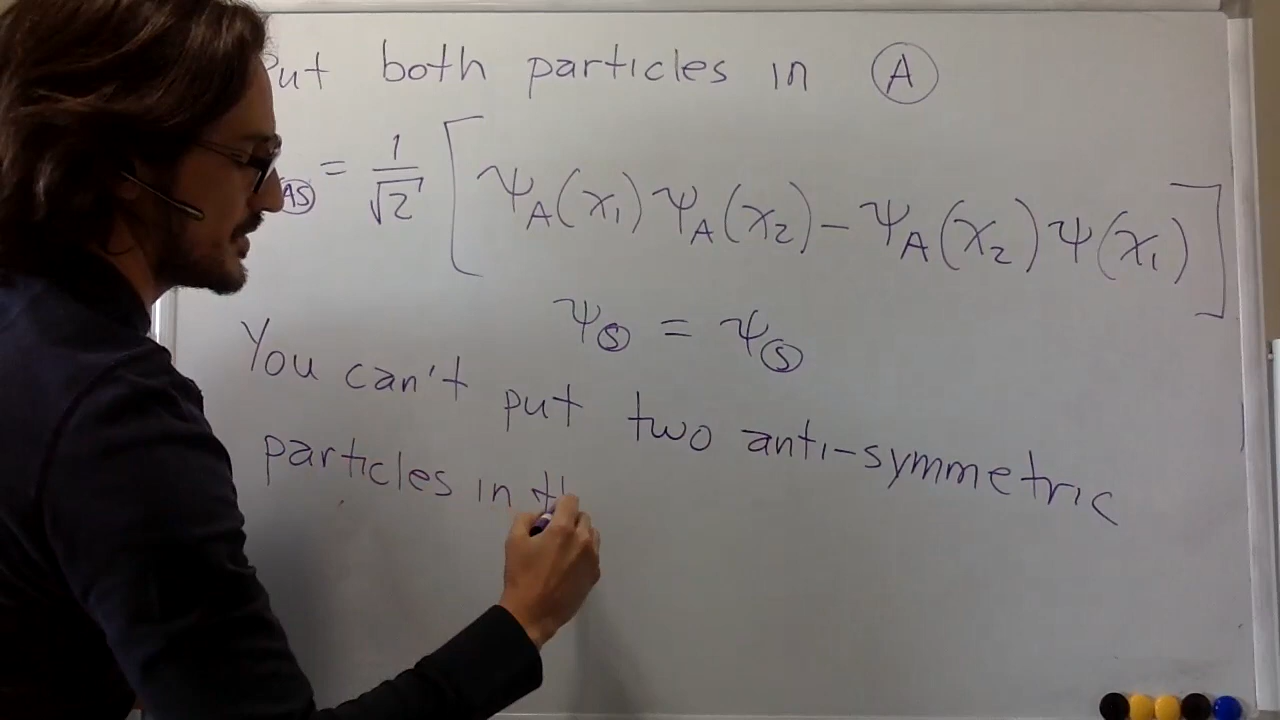 Put both particles in A
AS = 1/√2 [ψA(x₁)ψA(x₂) - ψA(x₂)ψ(x₁)]
ψS = ψS
You can't put two anti-symmetric
particles in th